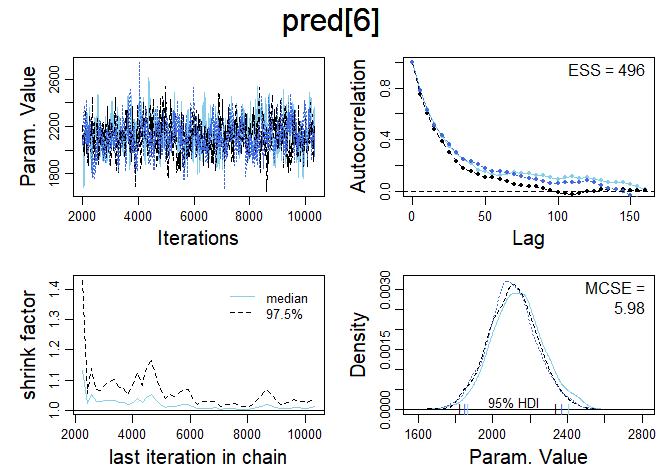 pred[6]
Param. Value
1800
2200
2600
2000
4000
6000
8000
10000
Iterations
Autocorrelation
0.0
0.4
0.8
ESS = 496
0
50
100
150
Lag
shrink factor
1.0
1.1
1.2
1.3
1.4
median
97.5%
2000
4000
6000
8000
10000
last iteration in chain
Density
0.0000
0.0015
0.0030
MCSE =
5.98
95% HDI
1600
2000
2400
2800
Param. Value